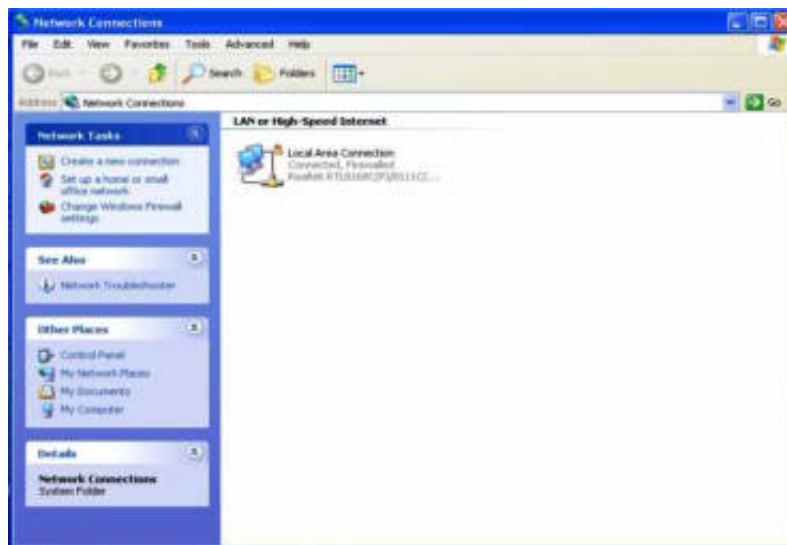 Network Connections
File Edit View Favorites Tools Advanced Help
Back Search Folders
Address Network Connections Go
Network Tasks
Create a new connection
Set up a home or small
office network
Change Windows Firewall
settings
See Also
Network Troubleshooter
Other Places
Control Panel
My Network Places
My Documents
My Computer
Details
Network Connections
System Folder
LAN or High-Speed Internet
Local Area Connection
Connected, Firewalled
Realtek